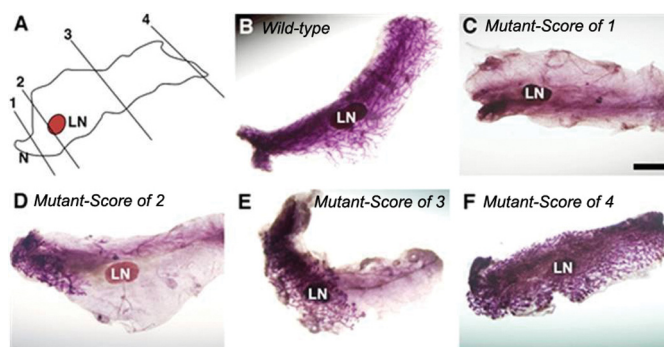 A
1
2
3
4
N
LN
B Wild-type
LN
C Mutant-Score of 1
LN
D Mutant-Score of 2
LN
E Mutant-Score of 3
LN
F Mutant-Score of 4
LN